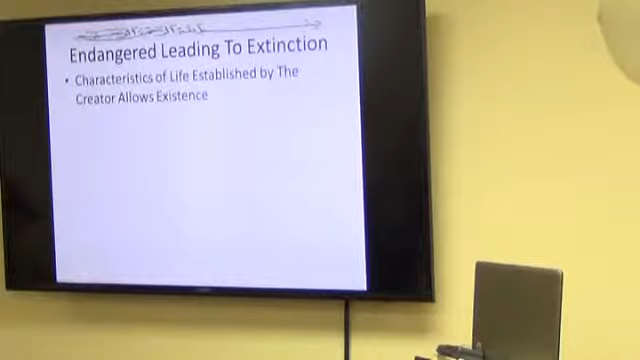 Endangered Leading To Extinction
• Characteristics of Life Established by The
Creator Allows Existence